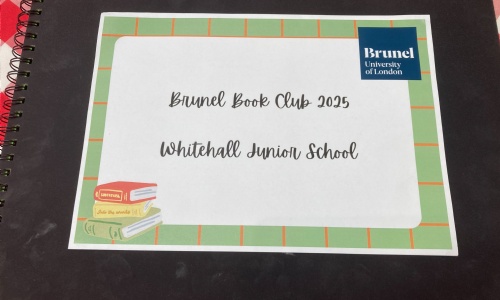 Brunel
University
of London
Brunel Book Club 2025
Whitehall Junior School